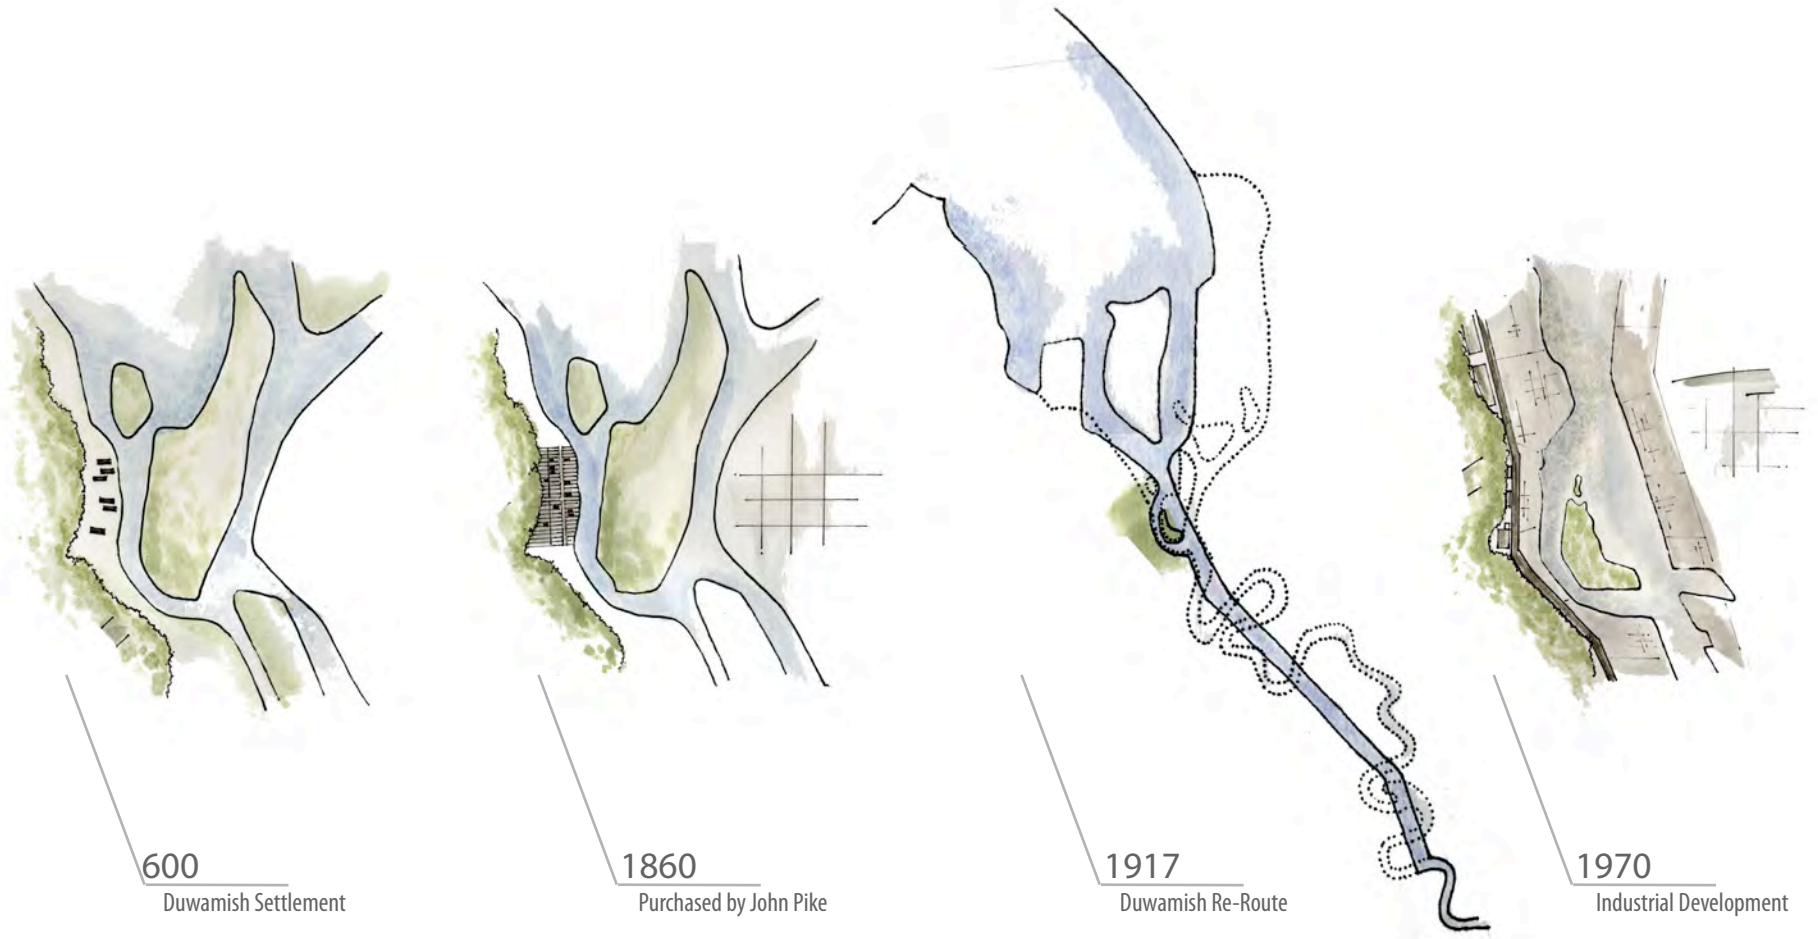 600
Duwamish Settlement
1860
Purchased by John Pike
1917
Duwamish Re-Route
1970
Industrial Development